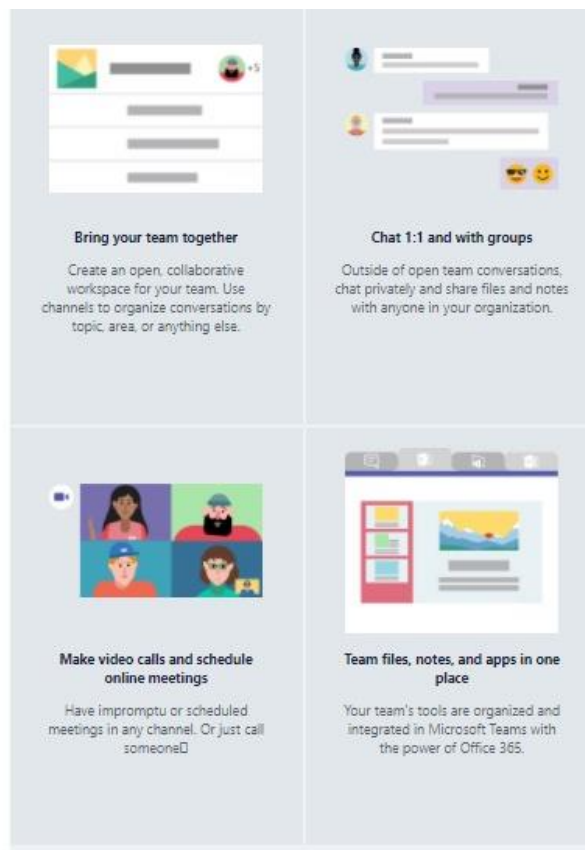 +5
Bring your team together
Create an open, collaborative
workspace for your team. Use
channels to organize conversations by
topic, area, or anything else.
Chat 1:1 and with groups
Outside of open team conversations,
chat privately and share files and notes
with anyone in your organization.
Make video calls and schedule
online meetings
Have impromptu or scheduled
meetings in any channel. Or just call
someone▯
Team files, notes, and apps in one
place
Your team's tools are organized and
integrated in Microsoft Teams with
the power of Office 365.